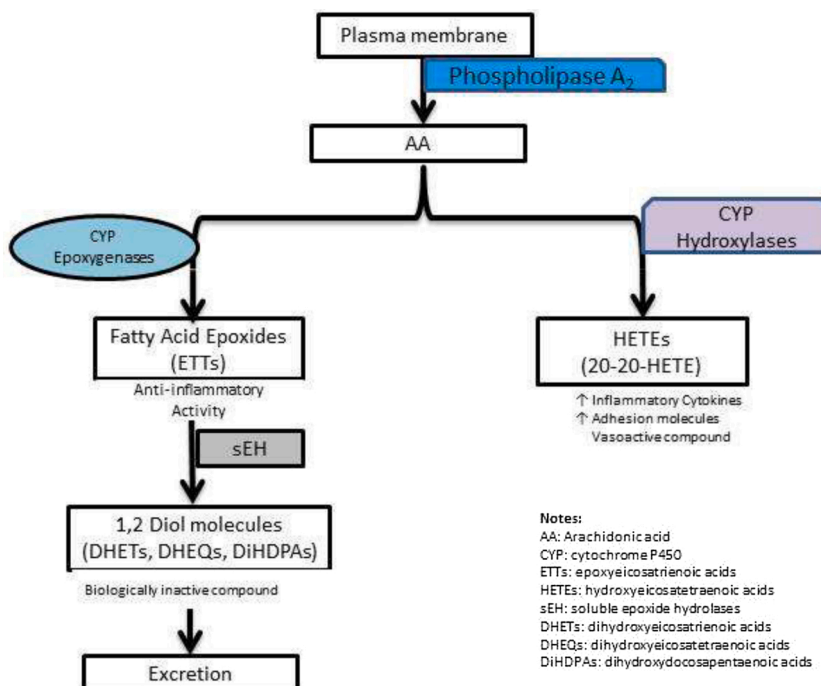 Plasma membrane
Phospholipase A2
AA
CYP
Epoxygenases
CYP
Hydroxylases
Fatty Acid Epoxides
(ETTs)
Anti-inflammatory
Activity
HETEs
(20-20-HETE)
↑ Inflammatory Cytokines
↑ Adhesion molecules
Vasoactive compound
sEH
1,2 Diol molecules
(DHETs, DHEQs, DiHDPAs)
Biologically inactive compound
Excretion
Notes:
AA: Arachidonic acid
CYP: cytochrome P450
ETTs: epoxyeicosatrienoic acids
HETEs: hydroxyeicosatetraenoic acids
sEH: soluble epoxide hydrolases
DHETs: dihydroxyeicosatrienoic acids
DHEQs: dihydroxyeicosatetraenoic acids
DiHDPAs: dihydroxydocosapentaenoic acids